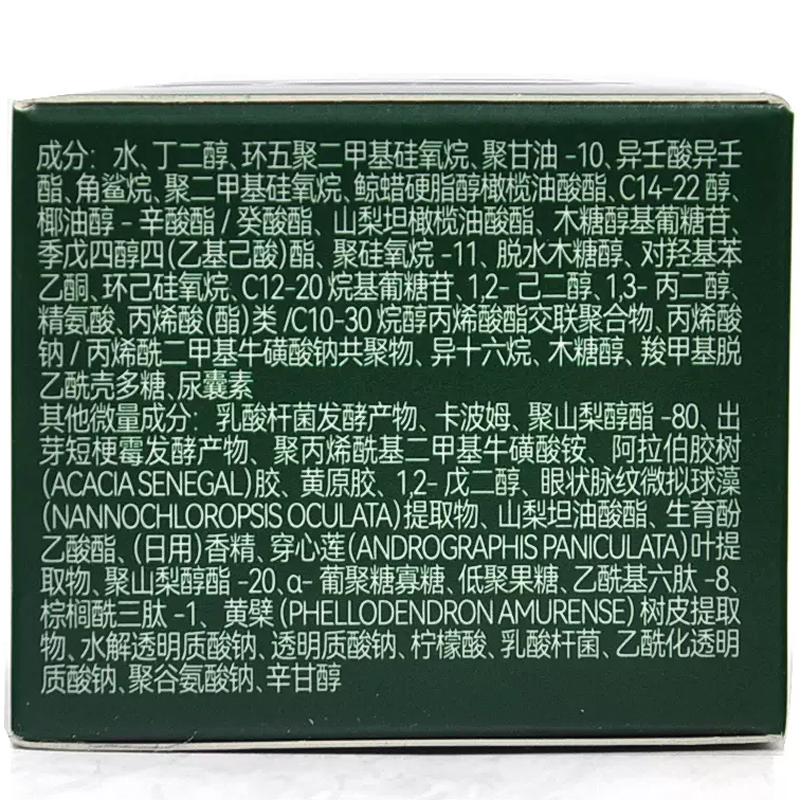 成分：水、丁二醇、环五聚二甲基硅氧烷、聚甘油-10、异壬酸异壬
酯、角鲨烷、聚二甲基硅氧烷、鲸蜡硬脂醇橄榄油酸酯、C14-22 醇、
椰油醇-辛酸酯/癸酸酯、山梨坦橄榄油酸酯、木糖醇基葡糖苷、
季戊四醇四(乙基己酸)酯、聚硅氧烷-11、脱水木糖醇、对羟基苯
乙酮、环己硅氧烷、C12-20 烷基葡糖苷、1,2-己二醇、1,3-丙二醇、
精氨酸、丙烯酸(酯)类/C10-30 烷醇丙烯酸酯交联聚合物、丙烯酸
钠/丙烯酰二甲基牛磺酸钠共聚物、异十六烷、木糖醇、羧甲基脱
乙酰壳多糖、尿囊素
其他微量成分：乳酸杆菌发酵产物、卡波姆、聚山梨醇酯-80、出
芽短梗霉发酵产物、聚丙烯酰基二甲基牛磺酸铵、阿拉伯胶树
(ACACIA SENEGAL)胶、黄原胶、1,2-戊二醇、眼状脉纹微拟球藻
(NANNOCHLOROPSIS OCULATA)提取物、山梨坦油酸酯、生育酚
乙酸酯、(日用)香精、穿心莲(ANDROGRAPHIS PANICULATA)叶提
取物、聚山梨醇酯-20、α-葡聚糖寡糖、低聚果糖、乙酰基六肽-8、
棕榈酰三肽-1、黄檗(PHELLODENDRON AMURENSE)树皮提取
物、水解透明质酸钠、透明质酸钠、柠檬酸、乳酸杆菌、乙酰化透明
质酸钠、聚谷氨酸钠、辛甘醇